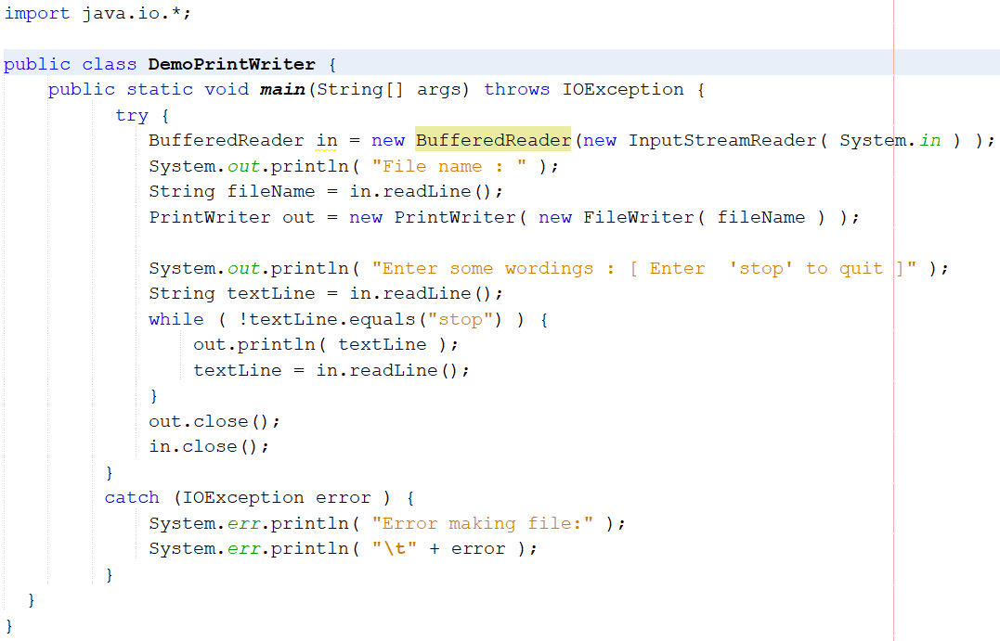 import java.io.*;
public class DemoPrintWriter {
public static void main(String[] args) throws IOException {
try {
BufferedReader in = new BufferedReader(new InputStreamReader( System.in ) );
System.out.println( "File name : " );
String fileName = in.readLine();
PrintWriter out = new PrintWriter( new FileWriter( fileName ) );
System.out.println( "Enter some wordings : [ Enter  'stop' to quit ]" );
String textLine = in.readLine();
while ( !textLine.equals("stop") ) {
out.println( textLine );
textLine = in.readLine();
}
out.close();
in.close();
}
catch (IOException error ) {
System.err.println( "Error making file:" );
System.err.println( "\t" + error );
}
}
}